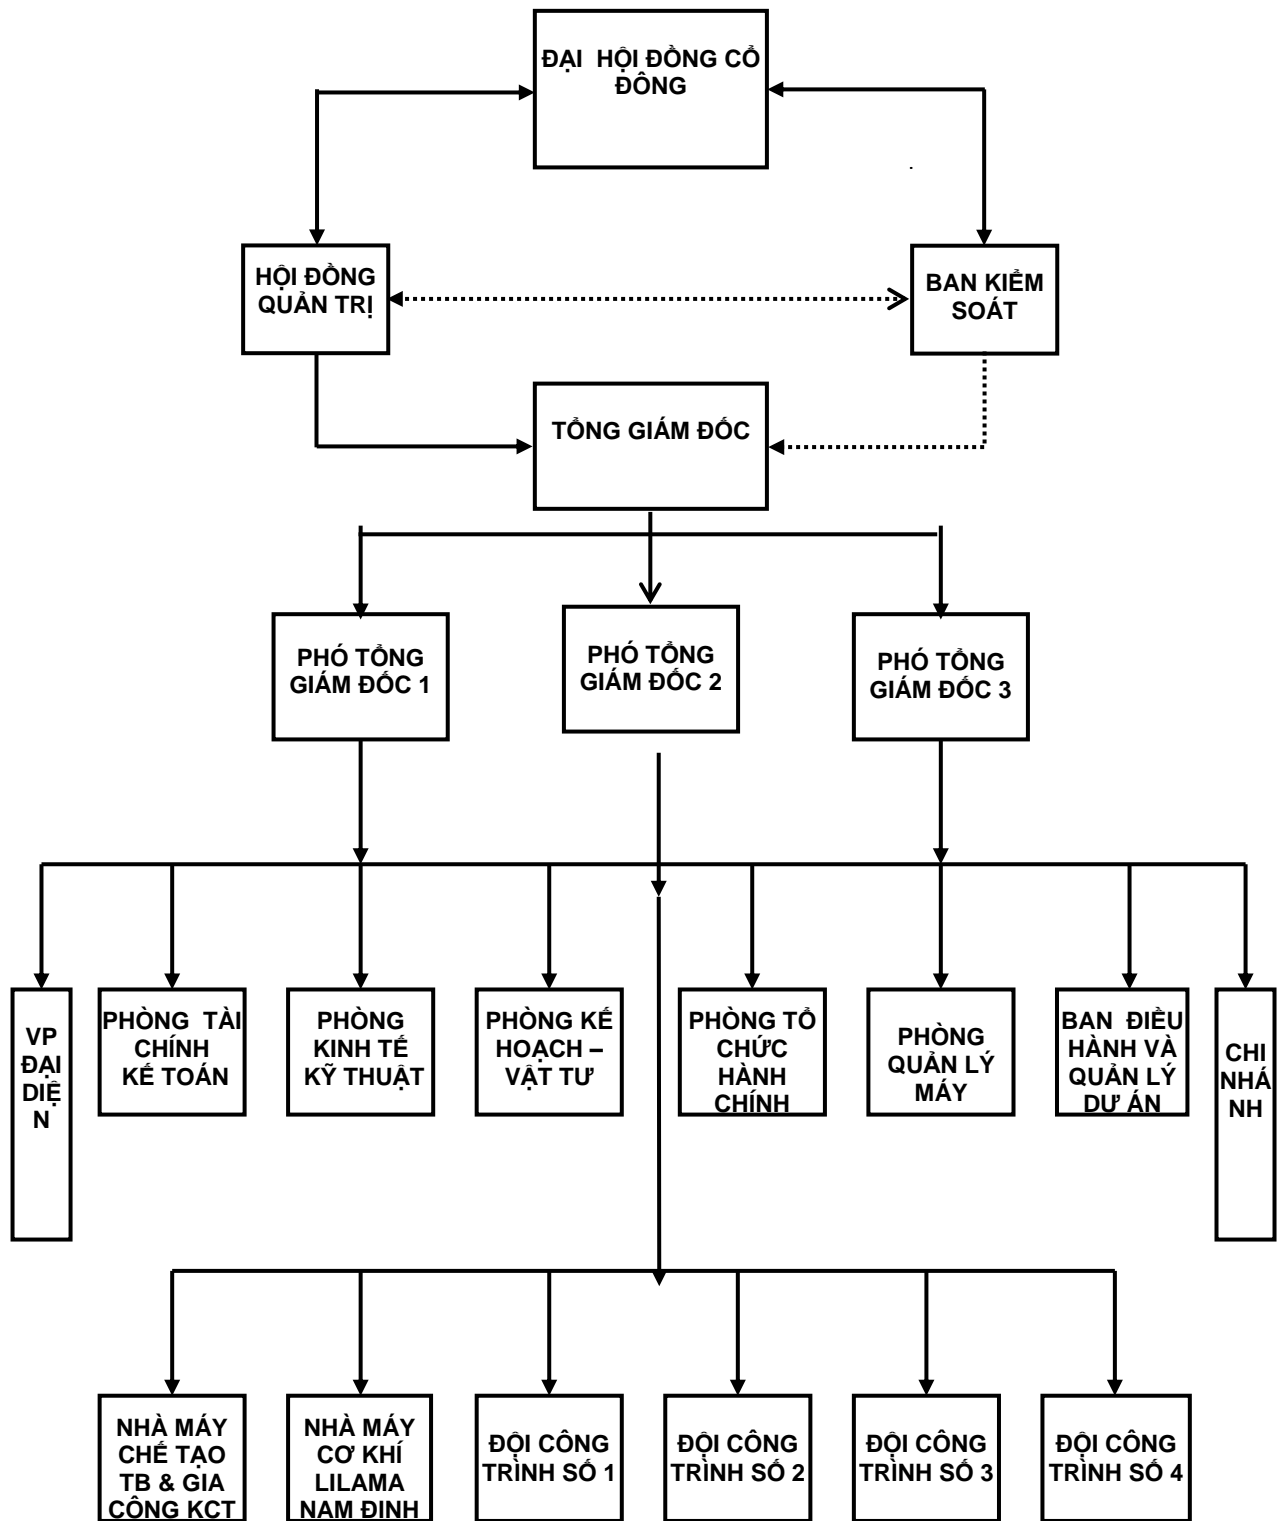 ĐẠI HỘI ĐỒNG CỔ
ĐÔNG
HỘI ĐỒNG
QUẢN TRỊ
BAN KIỂM
SOÁT
TỔNG GIÁM ĐỐC
PHÓ TỔNG
GIÁM ĐỐC 1
PHÓ TỔNG
GIÁM ĐỐC 2
PHÓ TỔNG
GIÁM ĐỐC 3
VP
ĐẠI
DIỆ
N
PHÒNG TÀI
CHÍNH
KẾ TOÁN
PHÒNG
KINH TẾ
KỸ THUẬT
PHÒNG KẾ
HOẠCH –
VẬT TƯ
PHÒNG TỔ
CHỨC
HÀNH
CHÍNH
PHÒNG
QUẢN LÝ
MÁY
BAN ĐIỀU
HÀNH VÀ
QUẢN LÝ
DƯ ÁN
CHI
NHÁ
NH
NHÀ MÁY
CHẾ TẠO
TB & GIA
CÔNG KCT
NHÀ MÁY
CƠ KHÍ
LILAMA
NAM ĐINH
ĐỘI CÔNG
TRÌNH SỐ 1
ĐỘI CÔNG
TRÌNH SỐ 2
ĐỘI CÔNG
TRÌNH SỐ 3
ĐỘI CÔNG
TRÌNH SỐ 4